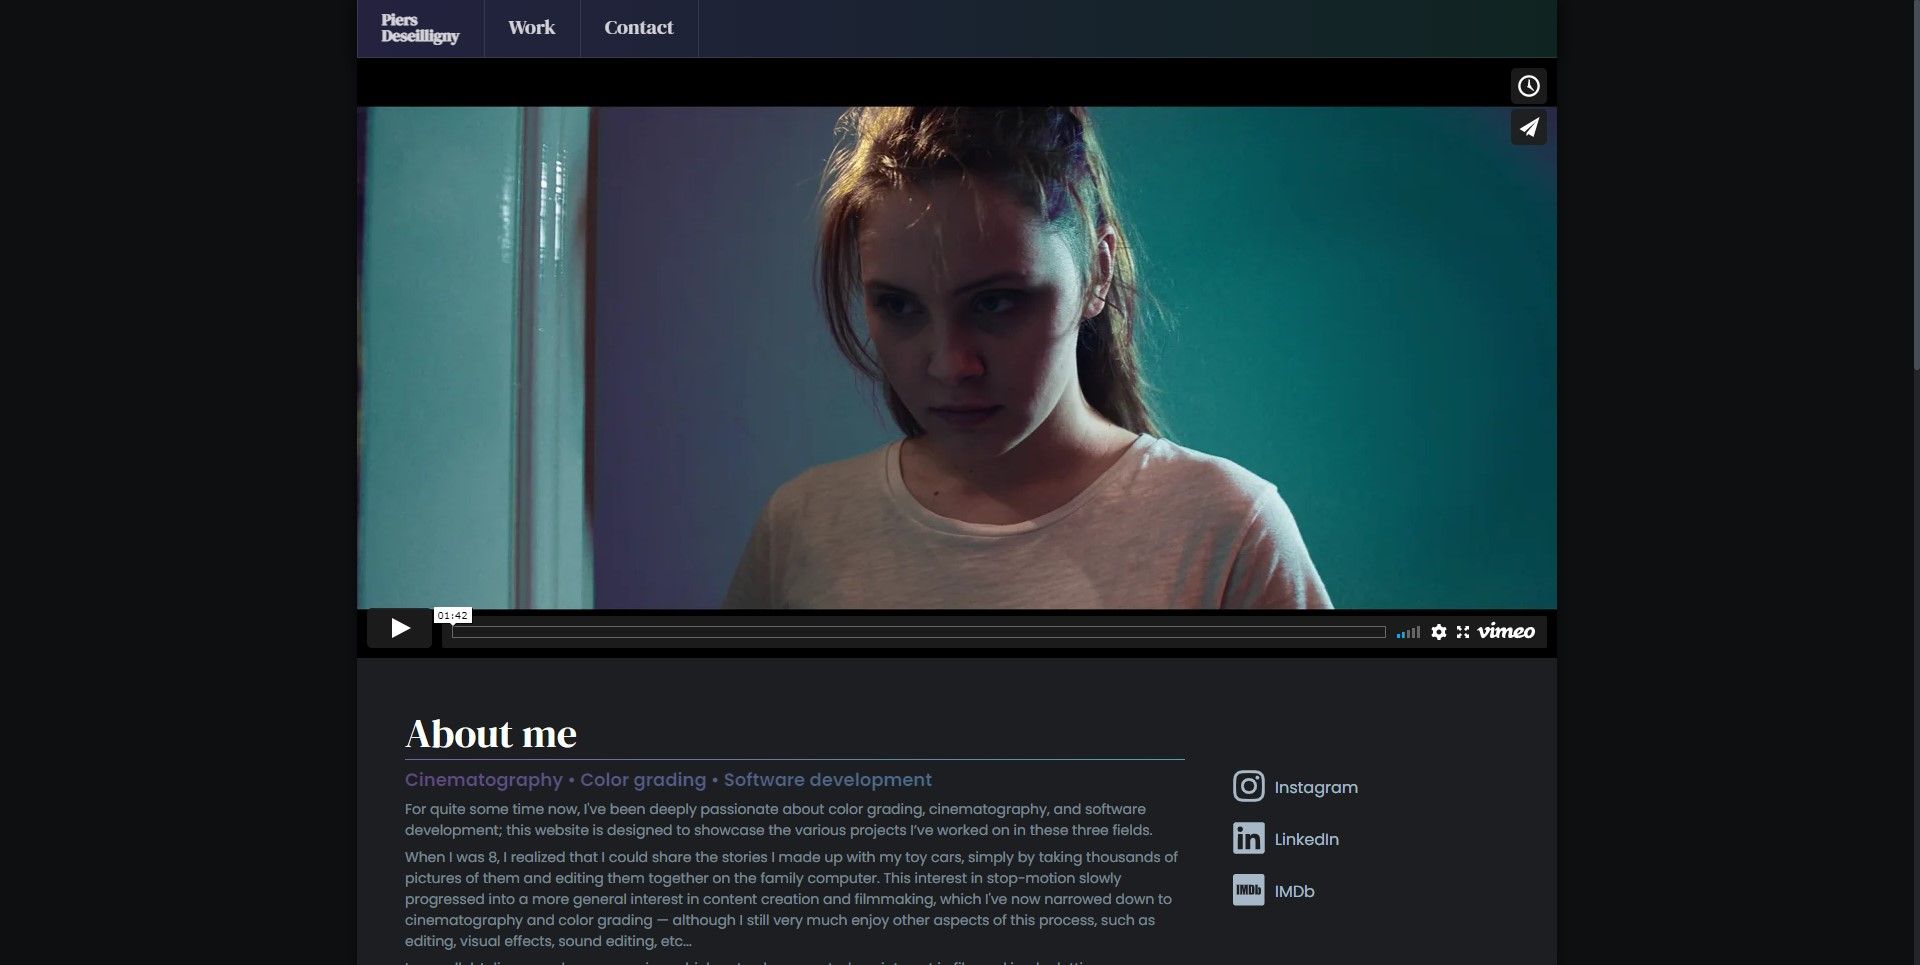 Piers
Deseilligny
Work
Contact
01:42
vimeo
About me
Cinematography • Color grading • Software development
For quite some time now, I've been deeply passionate about color grading, cinematography, and software
development; this website is designed to showcase the various projects I've worked on in these three fields.
When I was 8, I realized that I could share the stories I made up with my toy cars, simply by taking thousands of
pictures of them and editing them together on the family computer. This interest in stop-motion slowly
progressed into a more general interest in content creation and filmmaking, which I've now narrowed down to
cinematography and color grading — although I still very much enjoy other aspects of this process, such as
editing, visual effects, sound editing, etc...
Instagram
in
LinkedIn
IMDb
IMDb